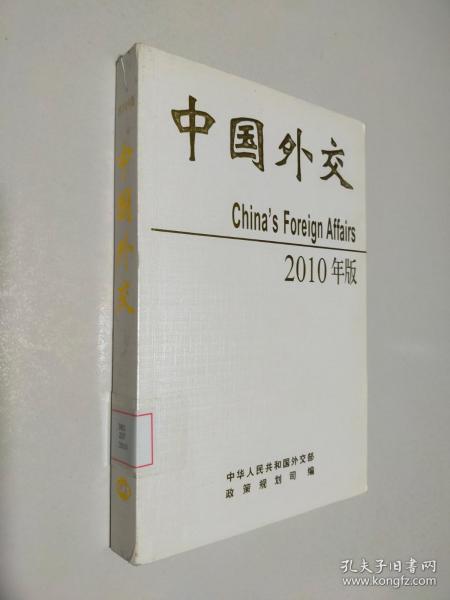 中国外交
China's Foreign Affairs
2010年版
中华人民共和国外交部
政策规划司 编
中国外交
孔夫子旧书网
www.kongfz.com